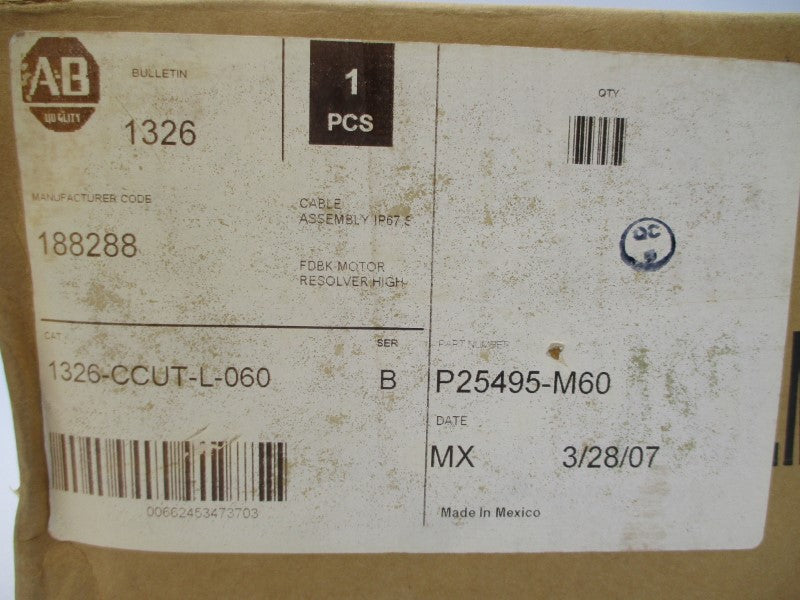 AB
QUALITY
BULLETIN
1326
1
PCS
QTY
MANUFACTURER CODE
188288
CABLE
ASSEMBLY IP67 S
FDBK MOTOR
RESOLVER HIGH-
QC
CAT
SER
1326-CCUT-L-060
B
PART NUMBER
P25495-M60
DATE
MX
3/28/07
00662453473703
Made In Mexico